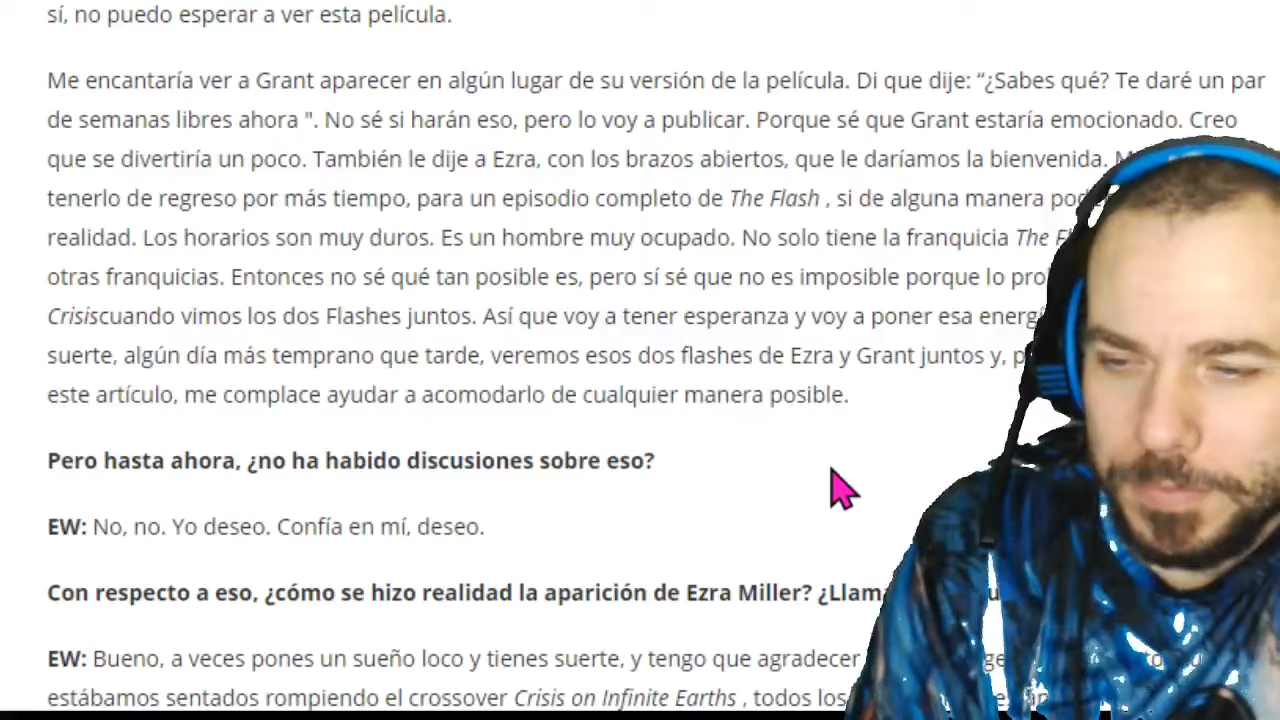 sí, no puedo esperar a ver esta película.
Me encantaría ver a Grant aparecer en algún lugar de su versión de la película. Di que dije: “¿Sabes qué? Te daré un par
de semanas libres ahora ". No sé si harán eso, pero lo voy a publicar. Porque sé que Grant estaría emocionado. Creo
que se divertiría un poco. También le dije a Ezra, con los brazos abiertos, que le daríamos la bienvenida.
tenerlo de regreso por más tiempo, para un episodio completo de The Flash , si de alguna manera
realidad. Los horarios son muy duros. Es un hombre muy ocupado. No solo tiene la franquicia The
otras franquicias. Entonces no sé qué tan posible es, pero sí sé que no es imposible porque lo
Crisiscuando vimos los dos Flashes juntos. Así que voy a tener esperanza y voy a poner esa
suerte, algún día más temprano que tarde, veremos esos dos flashes de Ezra y Grant juntos y,
este artículo, me complace ayudar a acomodarlo de cualquier manera posible.
Pero hasta ahora, ¿no ha habido discusiones sobre eso?
EW: No, no. Yo deseo. Confía en mí, deseo.
Con respecto a eso, ¿cómo se hizo realidad la aparición de Ezra Miller?
EW: Bueno, a veces pones un sueño loco y tienes suerte, y tengo que agradecer
estábamos sentados rompiendo el crossover Crisis on Infinite Earths , todos los